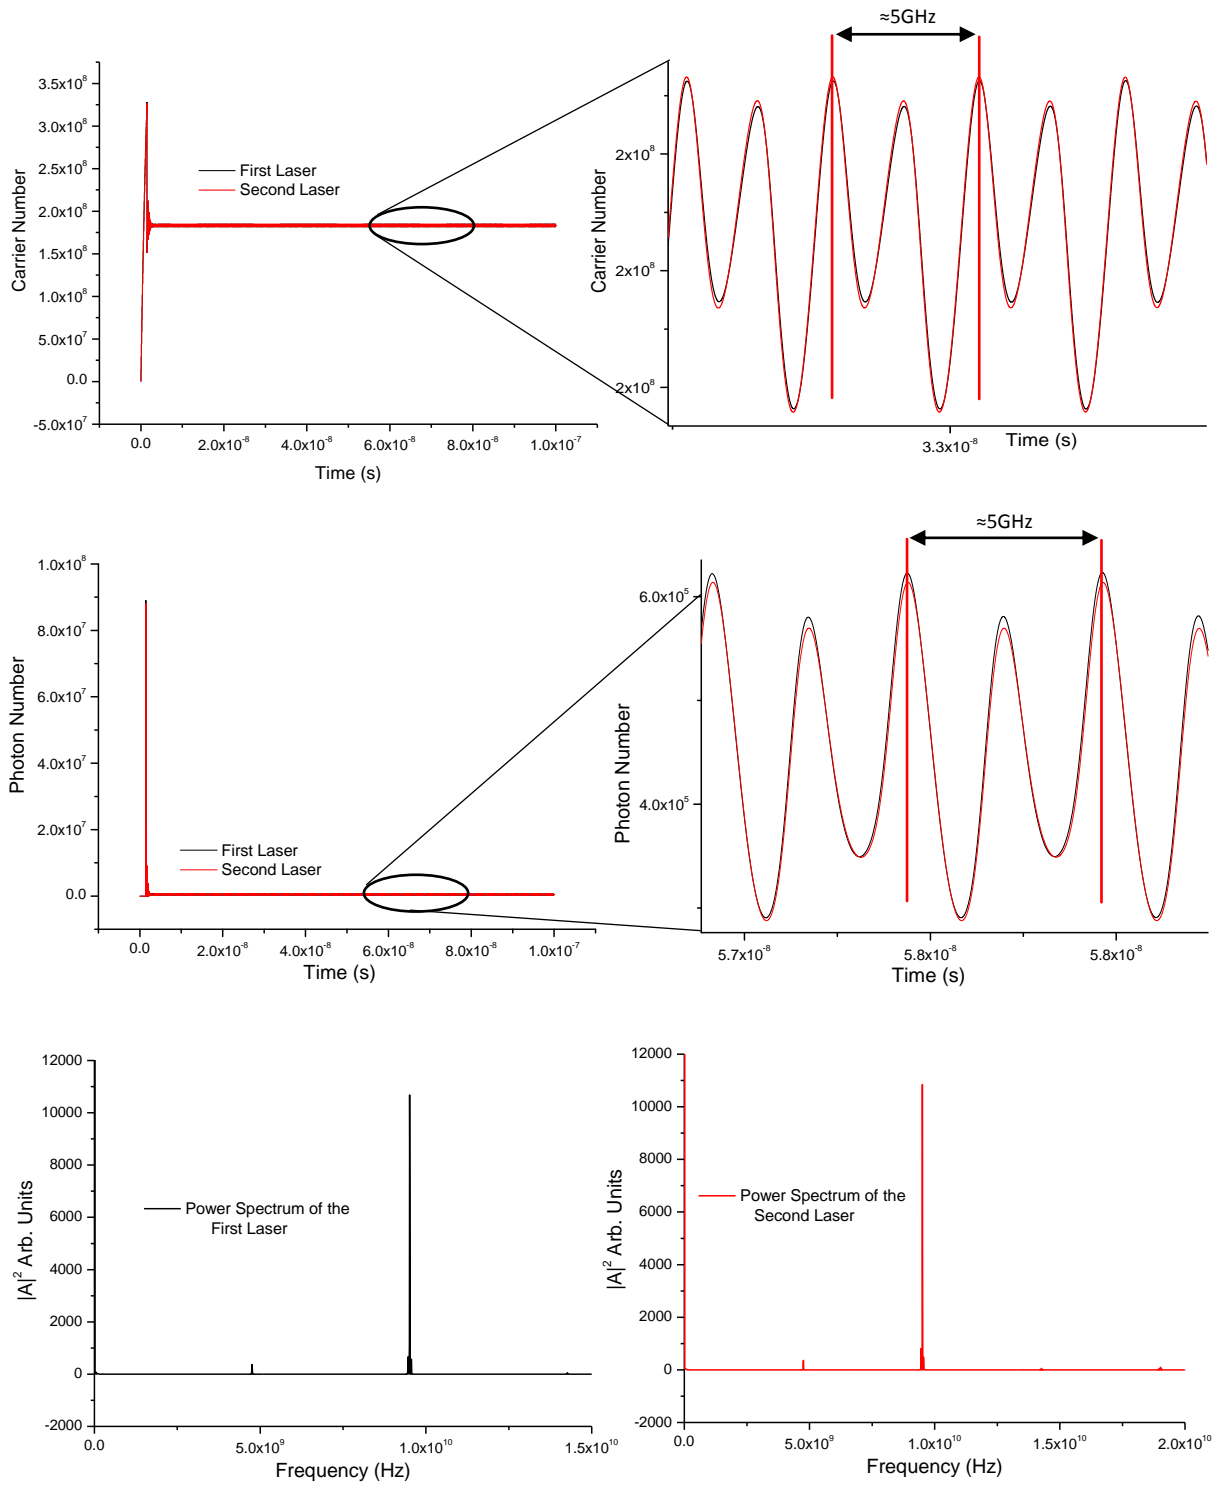 ≈5GHz
3.5x10⁸
3.0x10⁸
2.5x10⁸
2.0x10⁸
1.5x10⁸
1.0x10⁸
5.0x10⁷
0.0
-5.0x10⁷
Carrier Number
First Laser
Second Laser
0.0 2.0x10⁻⁸ 4.0x10⁻⁸ 6.0x10⁻⁸ 8.0x10⁻⁸ 1.0x10⁻⁷
Time (s)
2x10⁸
2x10⁸
2x10⁸
Carrier Number
3.3x10⁻⁸
Time (s)
≈5GHz
1.0x10⁸
8.0x10⁷
6.0x10⁷
4.0x10⁷
2.0x10⁷
0.0
Photon Number
First Laser
Second Laser
0.0 2.0x10⁻⁸ 4.0x10⁻⁸ 6.0x10⁻⁸ 8.0x10⁻⁸ 1.0x10⁻⁷
Time (s)
6.0x10⁵
4.0x10⁵
Photon Number
5.7x10⁻⁸ 5.8x10⁻⁸ 5.8x10⁻⁸
Time (s)
12000
10000
8000
6000
4000
2000
0
-2000
|A|² Arb. Units
Power Spectrum of the
First Laser
0.0 5.0x10⁹ 1.0x10¹⁰ 1.5x10¹⁰
Frequency (Hz)
12000
10000
8000
6000
4000
2000
0
-2000
|A|² Arb. Units
Power Spectrum of the
Second Laser
0.0 5.0x10⁹ 1.0x10¹⁰ 1.5x10¹⁰ 2.0x10¹⁰
Frequency (Hz)